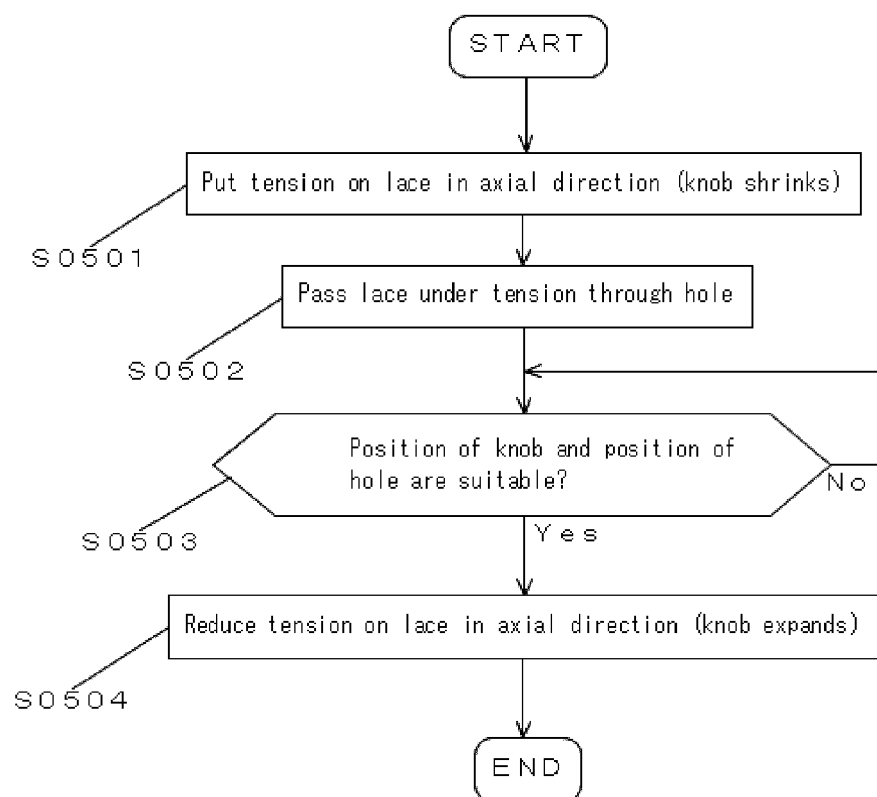 START
Put tension on lace in axial direction (knob shrinks)
S0501
Pass lace under tension through hole
S0502
Position of knob and position of
hole are suitable?
No
S0503
Yes
Reduce tension on lace in axial direction (knob expands)
S0504
END